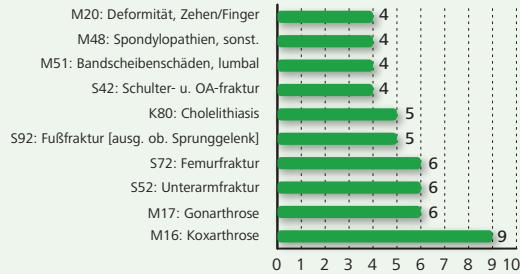 M20: Deformität, Zehen/Finger 4
M48: Spondylopathien, sonst. 4
M51: Bandscheibenschäden, lumbal 4
S42: Schulter- u. OA-fraktur 4
K80: Cholelithiasis 5
S92: Fußfraktur [ausg. ob. Sprunggelenk] 5
S72: Femurfraktur 6
S52: Unterarmfraktur 6
M17: Gonarthrose 6
M16: Koxarthrose 9
0 1 2 3 4 5 6 7 8 9 10